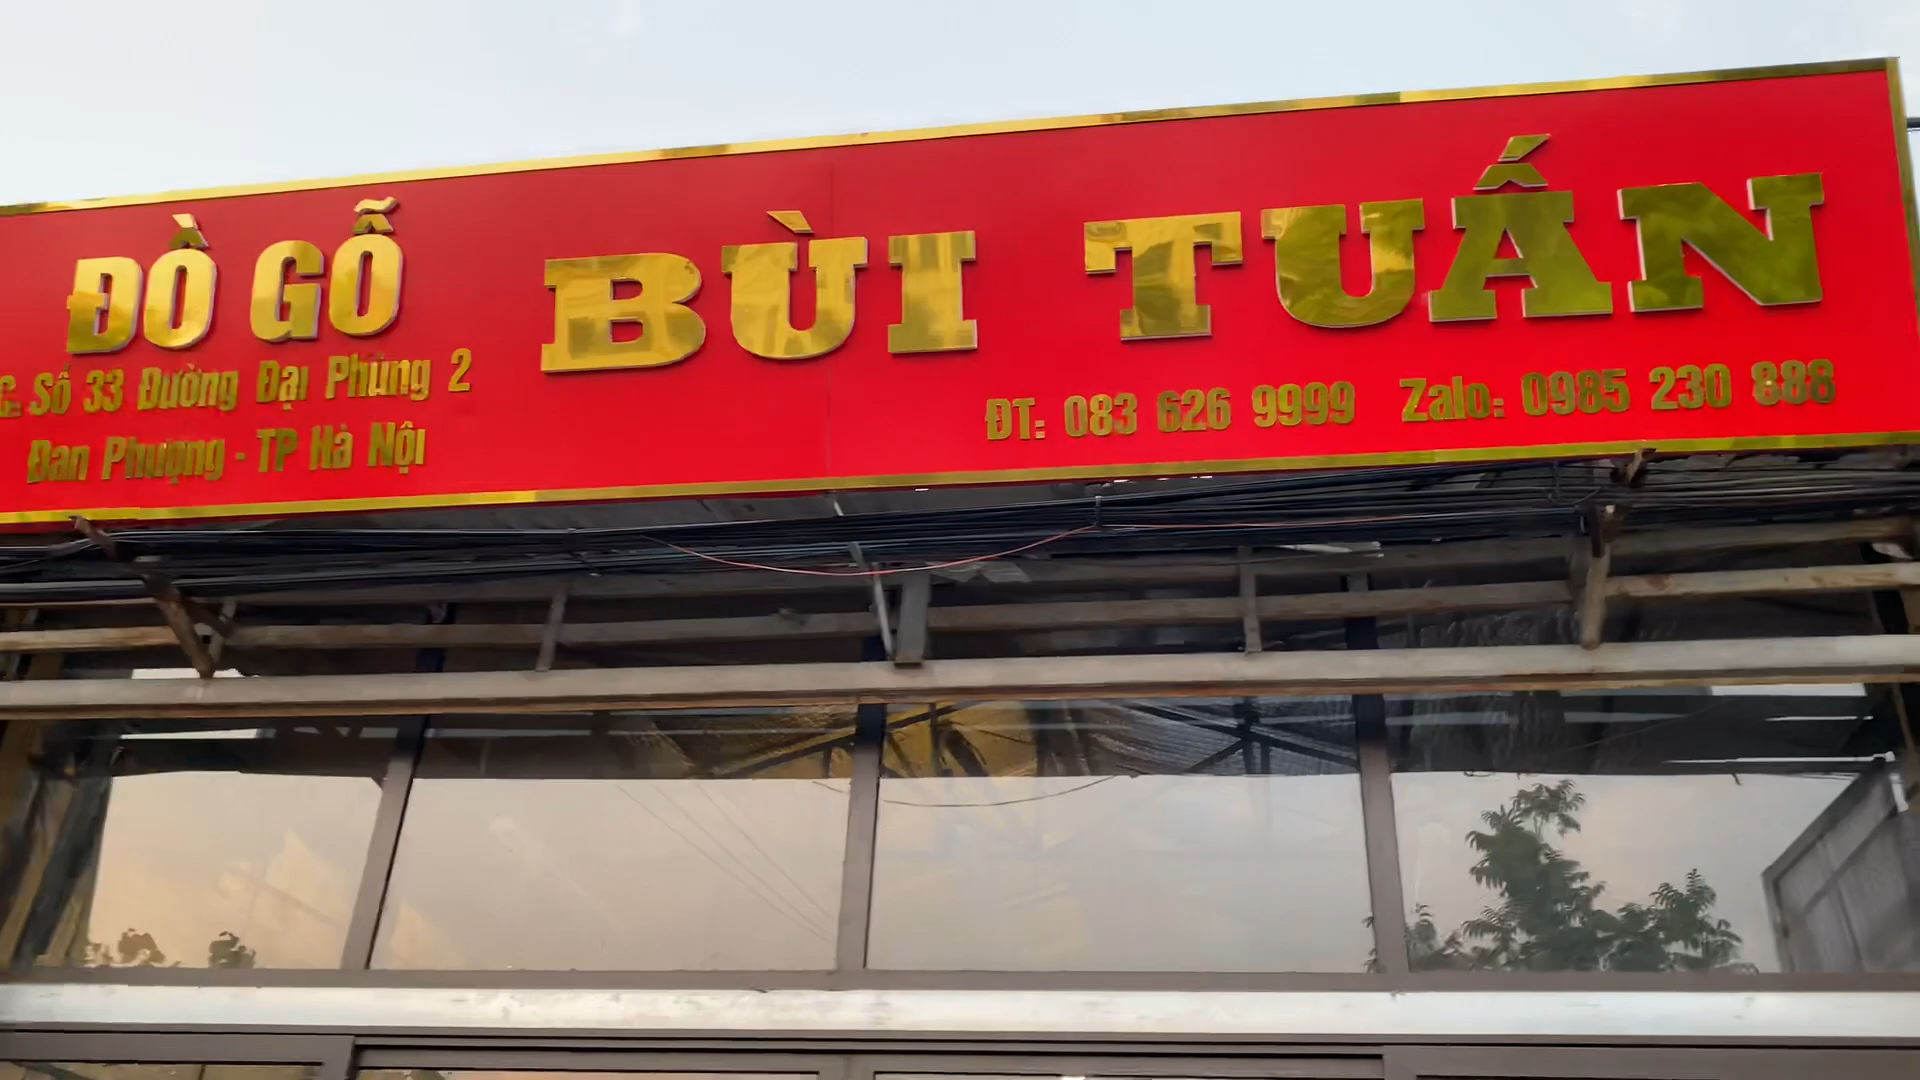 ĐỒ GỖ BÙI TUẤN
C: Số 33 Đường Đại Phùng 2
Đan Phượng - TP Hà Nội
ĐT: 083 626 9999 Zalo: 0985 230 888